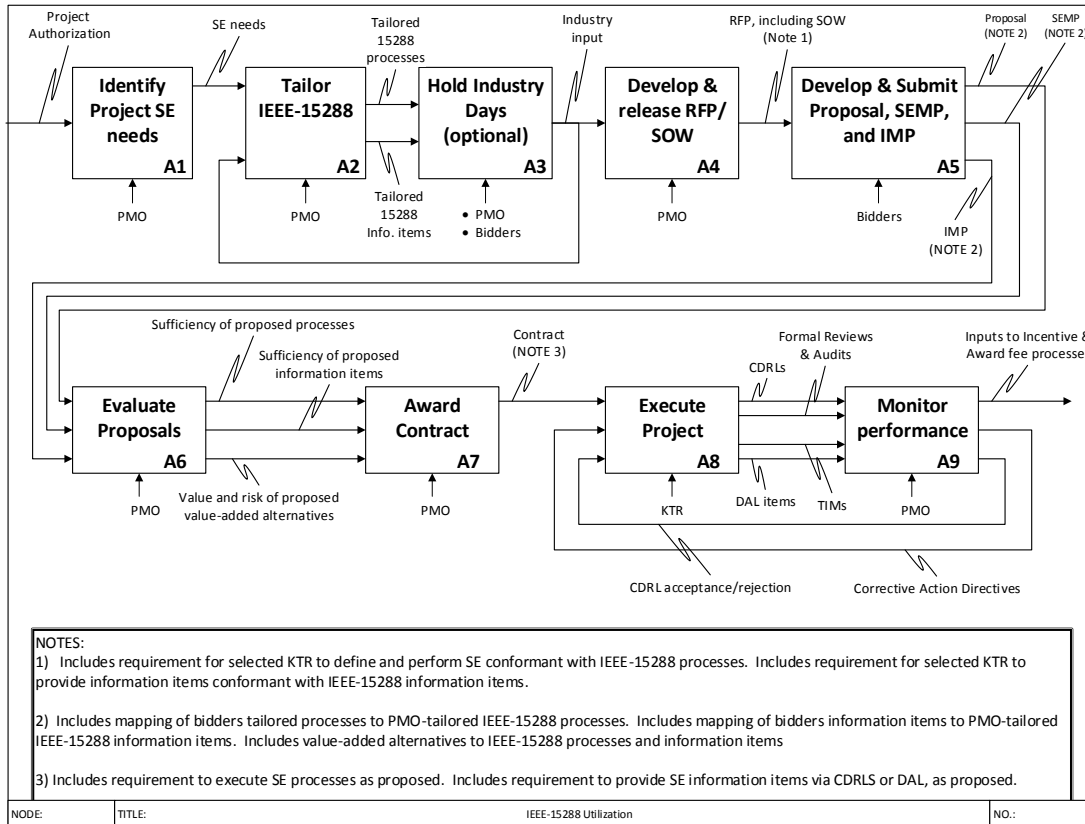 Project
Authorization
SE needs
Tailored
15288
processes
Industry
input
RFP, including SOW
(Note 1)
Proposal
(NOTE 2)
SEMP
(NOTE 2)
Identify
Project SE
needs
A1
PMO
Tailor
IEEE-15288
A2
PMO
Tailored
15288
Info. items
Hold Industry
Days
(optional)
A3
• PMO
• Bidders
Develop &
release RFP/
SOW
A4
PMO
Develop & Submit
Proposal, SEMP,
and IMP
A5
Bidders
IMP
(NOTE 2)
Sufficiency of proposed processes
Sufficiency of proposed
information items
Contract
(NOTE 3)
CDRLs
Formal Reviews
& Audits
Inputs to Incentive &
Award fee processe
Evaluate
Proposals
A6
PMO
Value and risk of proposed
value-added alternatives
Award
Contract
A7
PMO
Execute
Project
A8
KTR
DAL items
TIMs
Monitor
performance
A9
PMO
CDRL acceptance/rejection
Corrective Action Directives
NOTES:
1) Includes requirement for selected KTR to define and perform SE conformant with IEEE-15288 processes. Includes requirement for selected KTR to
provide information items conformant with IEEE-15288 information items.
2) Includes mapping of bidders tailored processes to PMO-tailored IEEE-15288 processes. Includes mapping of bidders information items to PMO-tailored
IEEE-15288 information items. Includes value-added alternatives to IEEE-15288 processes and information items
3) Includes requirement to execute SE processes as proposed. Includes requirement to provide SE information items via CDRLS or DAL, as proposed.
NODE:
TITLE:
IEEE-15288 Utilization
NO.: